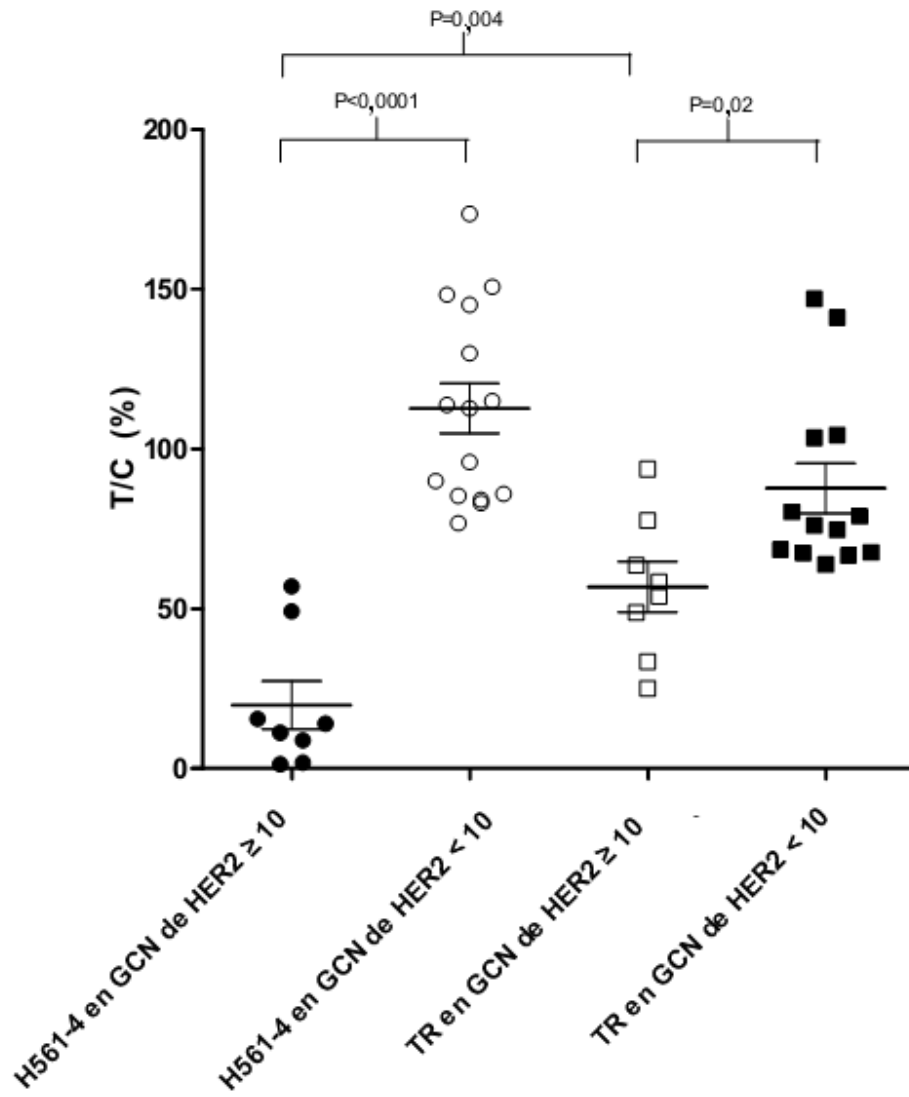 P=0,004
P<0,0001
P=0,02
200
150
100
50
0
T/C (%)
H561-4 en GCN de HER2 ≥ 10
H561-4 en GCN de HER2 < 10
TR en GCN de HER2 ≥ 10
TR en GCN de HER2 < 10